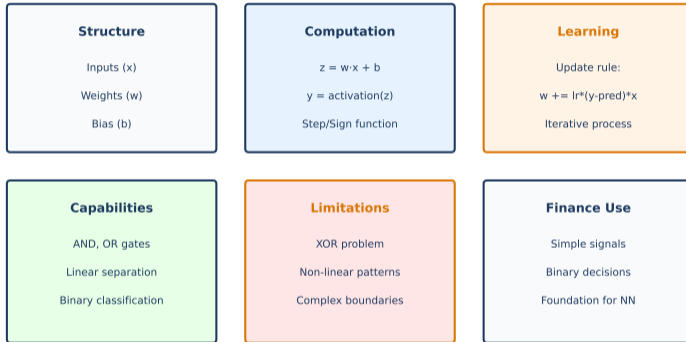 Structure
Inputs (x)
Weights (w)
Bias (b)
Computation
z = w·x + b
y = activation(z)
Step/Sign function
Learning
Update rule:
w += lr*(y-pred)*x
Iterative process
Capabilities
AND, OR gates
Linear separation
Binary classification
Limitations
XOR problem
Non-linear patterns
Complex boundaries
Finance Use
Simple signals
Binary decisions
Foundation for NN